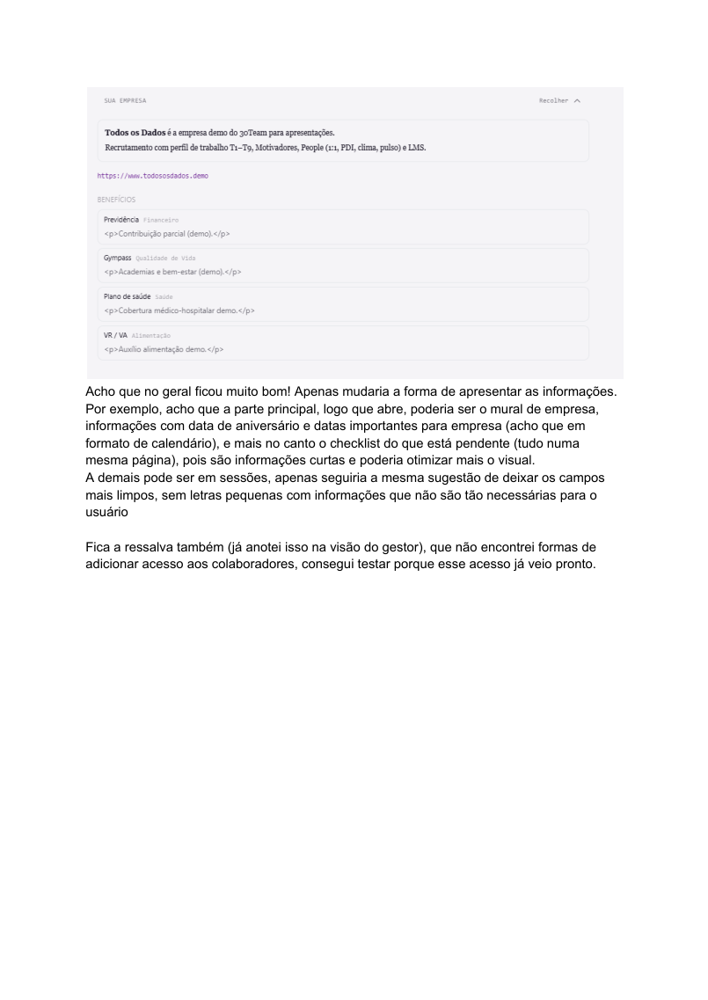 SUA EMPRESA
Recolher
Todos os Dados é a empresa demo do 30Team para apresentações.
Recrutamento com perfil de trabalho T1–T9, Motivadores, People (1:1, PDI, clima, pulso) e LMS.
https://www.todososdados.demo
BENEFÍCIOS
Previdência Financeiro
<p>Contribuição parcial (demo).</p>
Gympass Qualidade de Vida
<p>Academias e bem-estar (demo).</p>
Plano de saúde Saúde
<p>Cobertura médico-hospitalar demo.</p>
VR / VA Alimentação
<p>Auxílio alimentação demo.</p>
Acho que no geral ficou muito bom! Apenas mudaria a forma de apresentar as informações.
Por exemplo, acho que a parte principal, logo que abre, poderia ser o mural de empresa,
informações com data de aniversário e datas importantes para empresa (acho que em
formato de calendário), e mais no canto o checklist do que está pendente (tudo numa
mesma página), pois são informações curtas e poderia otimizar mais o visual.
A demais pode ser em sessões, apenas seguiria a mesma sugestão de deixar os campos
mais limpos, sem letras pequenas com informações que não são tão necessárias para o
usuário
Fica a ressalva também (já anotei isso na visão do gestor), que não encontrei formas de
adicionar acesso aos colaboradores, consegui testar porque esse acesso já veio pronto.